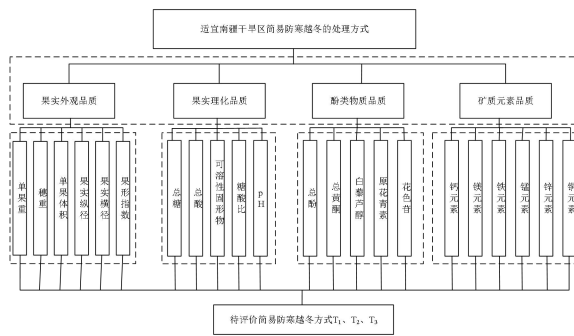 适宜南疆干旱区简易防寒越冬的处理方式
果实外观品质
果实理化品质
酚类物质品质
矿质元素品质
单果重
穗重
单果体积
果实纵径
果实横径
果形指数
总糖
总酸
可溶性固形物
糖酸比
pH
总酚
总黄酮
白藜芦醇
原花青素
花色苷
钙元素
镁元素
铁元素
锰元素
锌元素
铜元素
待评价简易防寒越冬方式T₁、T₂、T₃